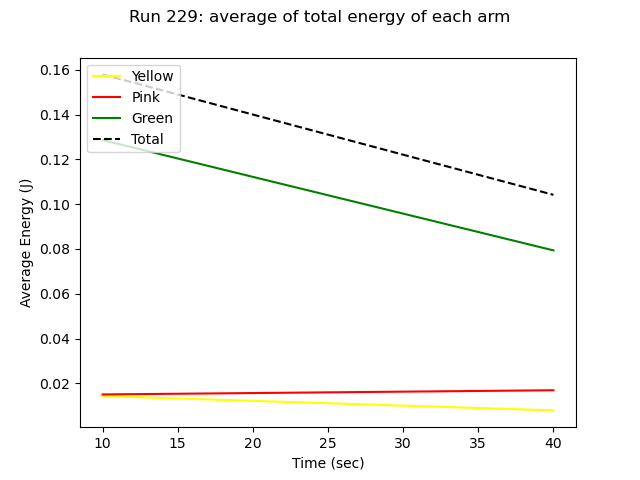 Run 229: average of total energy of each arm
Yellow
Pink
Green
Total
Average Energy (J)
0.16
0.14
0.12
0.10
0.08
0.06
0.04
0.02
10 15 20 25 30 35 40
Time (sec)